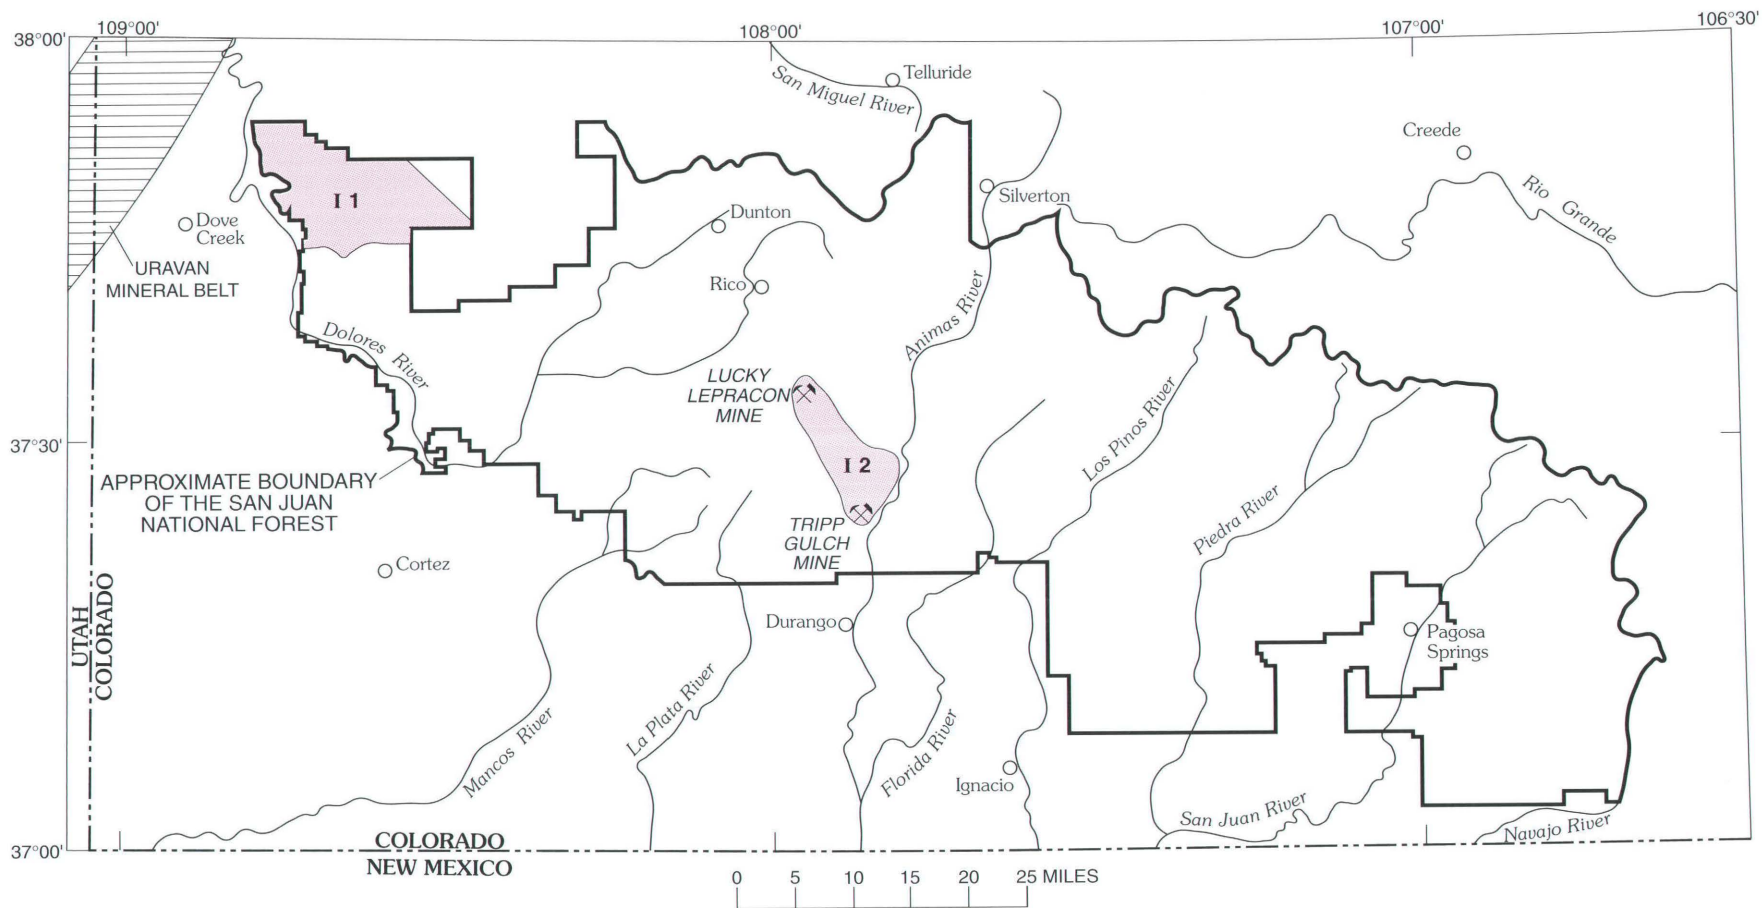 109°00'
108°00'
107°00'
106°30'
38°00'
Telluride
San Miguel River
Creede
I 1
Silverton
Rio Grande
Dove
Creek
Dunton
URAVAN
MINERAL BELT
Rico
Animas River
Dolores River
LUCKY
LEPRACON
MINE
Los Pinos River
37°30'
I 2
APPROXIMATE BOUNDARY
OF THE SAN JUAN
NATIONAL FOREST
TRIPP
GULCH
MINE
Piedra River
Cortez
UTAH
COLORADO
Durango
Pagosa
Springs
La Plata River
Mancos River
Florida River
Ignacio
San Juan River
Navajo River
37°00'
COLORADO
NEW MEXICO
0 5 10 15 20 25 MILES